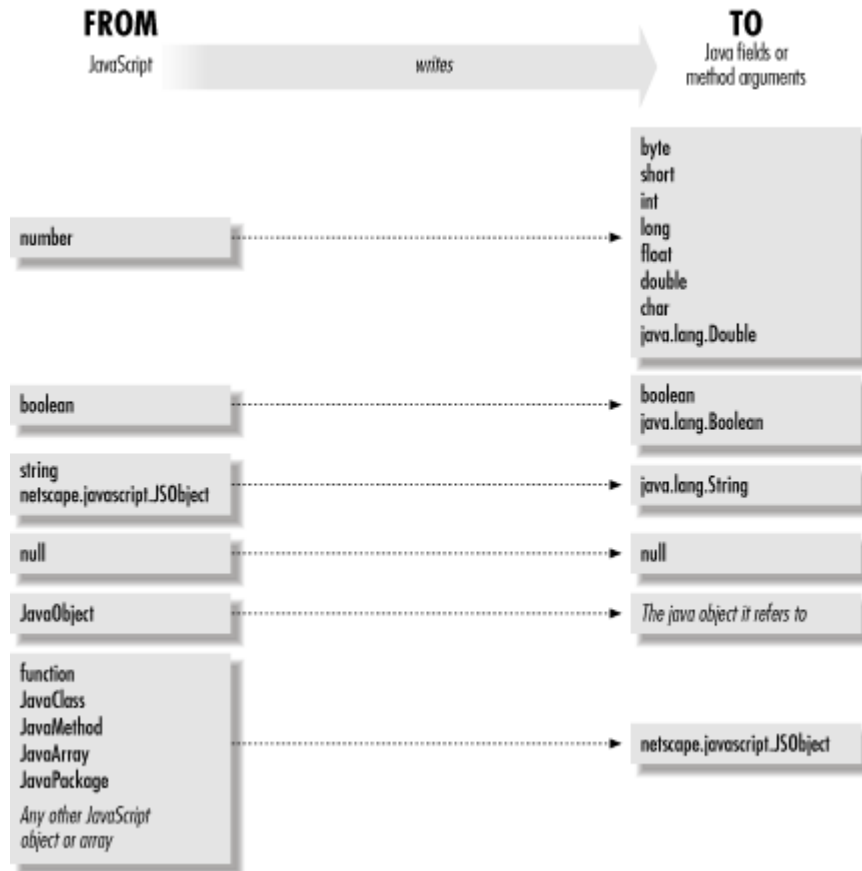 FROM
JavaScript
writes
TO
Java fields or
method arguments
number
byte
short
int
long
float
double
char
java.lang.Double
boolean
boolean
java.lang.Boolean
string
netscape.javascript.JSObject
java.lang.String
null
null
JavaObject
The java object it refers to
function
JavaClass
JavaMethod
JavaArray
JavaPackage
Any other JavaScript
object or array
netscape.javascript.JSObject